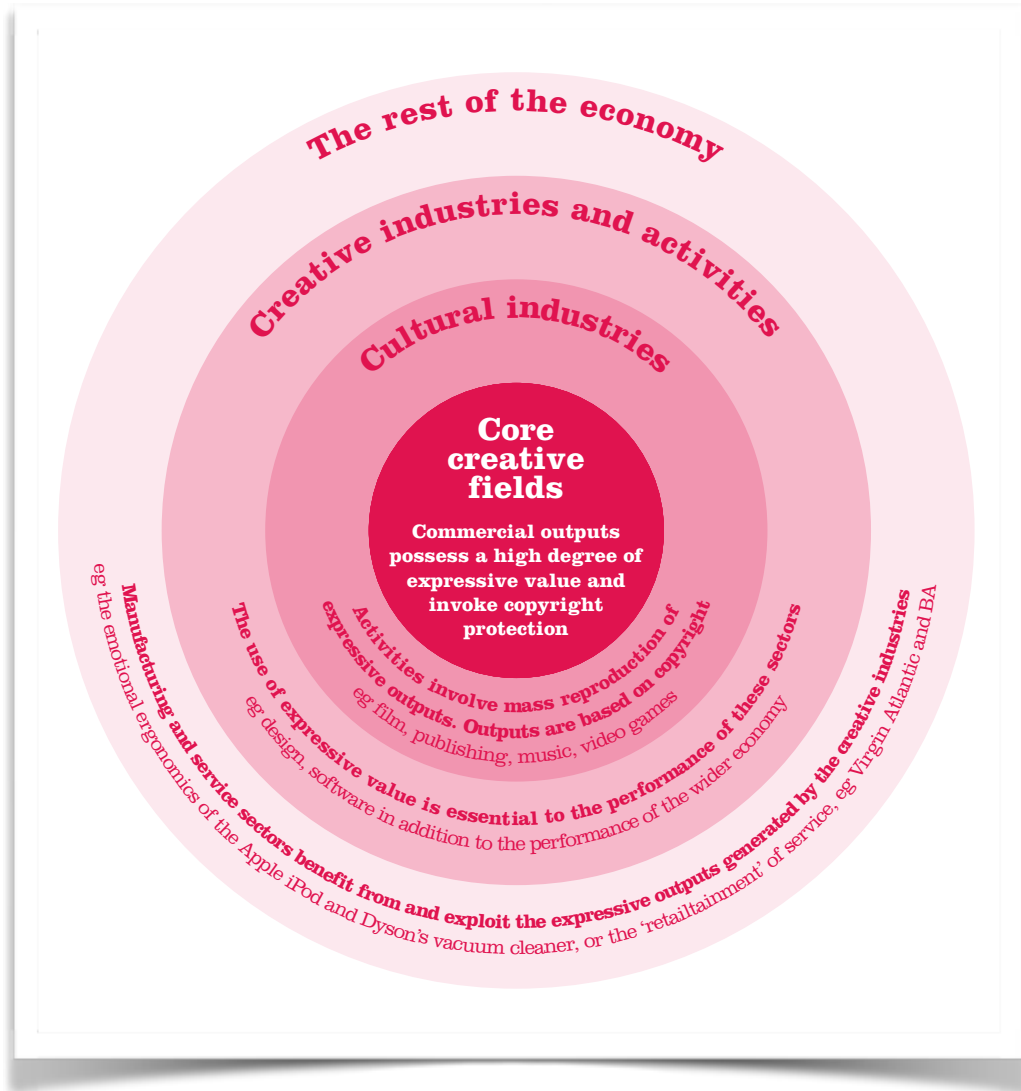 The rest of the economy
Creative industries and activities
Cultural industries
Core
creative
fields
Commercial outputs
possess a high degree of
expressive value and
invoke copyright
protection
Activities involve mass reproduction of
expressive outputs. Outputs are based on copyright
eg' film, publishing, music, video games
The use of expressive value is essential to the performance of these sectors
eg' design, software in addition to the performance of the wider economy
Manufacturing and service sectors benefit from and exploit the expressive outputs generated by the creative industries
eg' the emotional ergonomics of the Apple iPod and Dyson's vacuum cleaner, or the ‘retailtainment’ of service, eg' Virgin Atlantic and BA